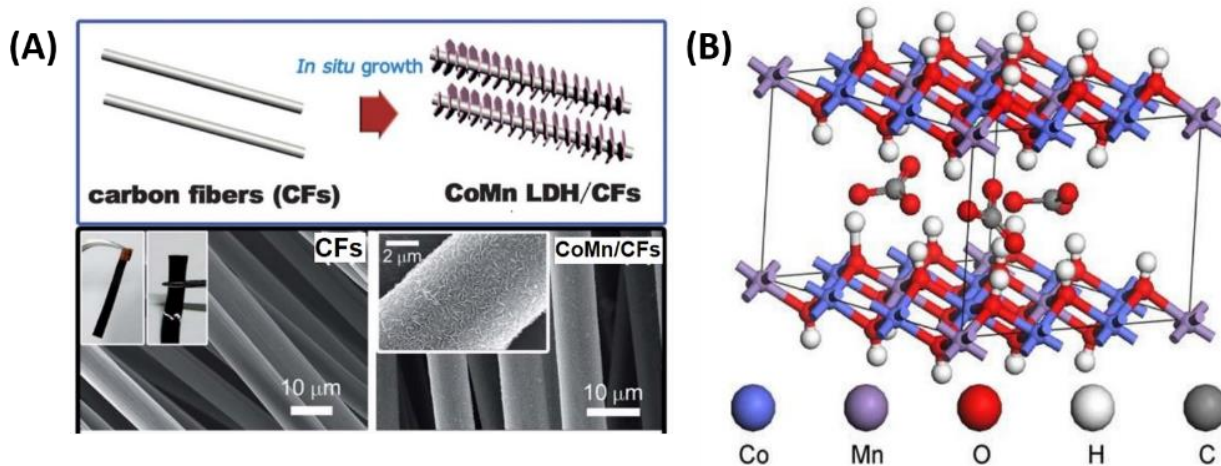 (A)
In situ growth
carbon fibers (CFs)
CoMn LDH/CFs
CFs
10 μm
2 μm
CoMn/CFs
10 μm
(B)
Co Mn O H C